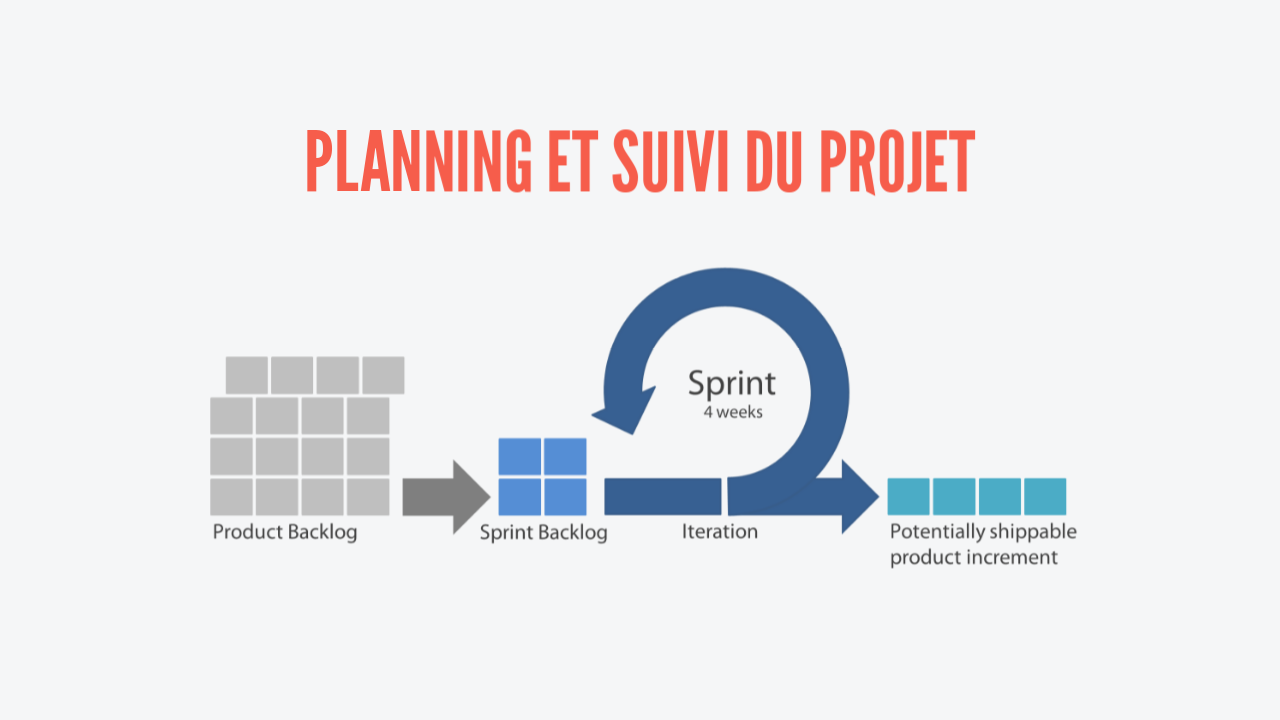 PLANNING ET SUIVI DU PROJET
Sprint
4 weeks
Product Backlog
Sprint Backlog
Iteration
Potentially shippable
product increment